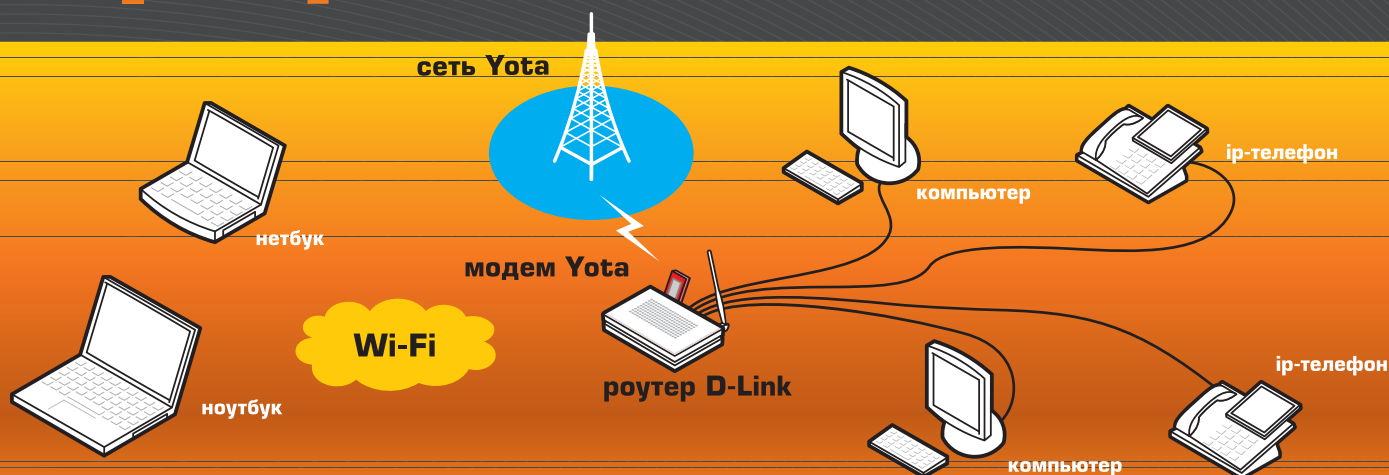 сеть Yota
ip-телефон
компьютер
нетбук
модем Yota
Wi-Fi
ip-телефон
роутер D-Link
ноутбук
компьютер